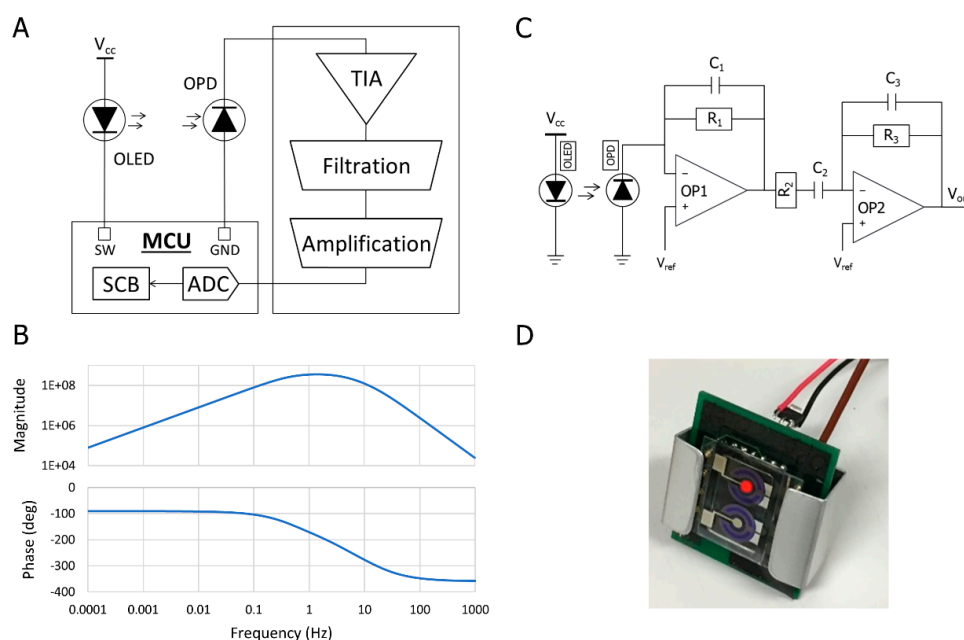 A
Vcc
OPD
OLED
TIA
Filtration
Amplification
SW
MCU
GND
SCB
ADC
B
Magnitude
1E+08
1E+06
1E+04
Phase (deg)
0
-100
-200
-300
-400
0.0001 0.001 0.01 0.1 1 10 100 1000
Frequency (Hz)
C
C1
R1
Vcc
OLED
OPD
−
OP1
+
Vref
R2
C2
C3
R3
−
OP2
+
Vref
Vou
D